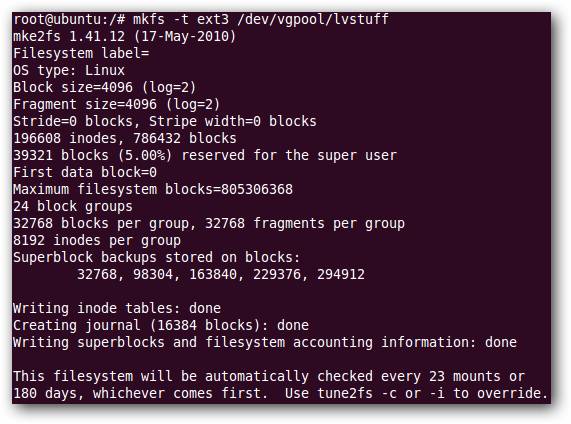 root@ubuntu:/# mkfs -t ext3 /dev/vgpool/lvstuff
mke2fs 1.41.12 (17-May-2010)
Filesystem label=
OS type: Linux
Block size=4096 (log=2)
Fragment size=4096 (log=2)
Stride=0 blocks, Stripe width=0 blocks
196608 inodes, 786432 blocks
39321 blocks (5.00%) reserved for the super user
First data block=0
Maximum filesystem blocks=805306368
24 block groups
32768 blocks per group, 32768 fragments per group
8192 inodes per group
Superblock backups stored on blocks:
32768, 98304, 163840, 229376, 294912
Writing inode tables: done
Creating journal (16384 blocks): done
Writing superblocks and filesystem accounting information: done
This filesystem will be automatically checked every 23 mounts or
180 days, whichever comes first.  Use tune2fs -c or -i to override.